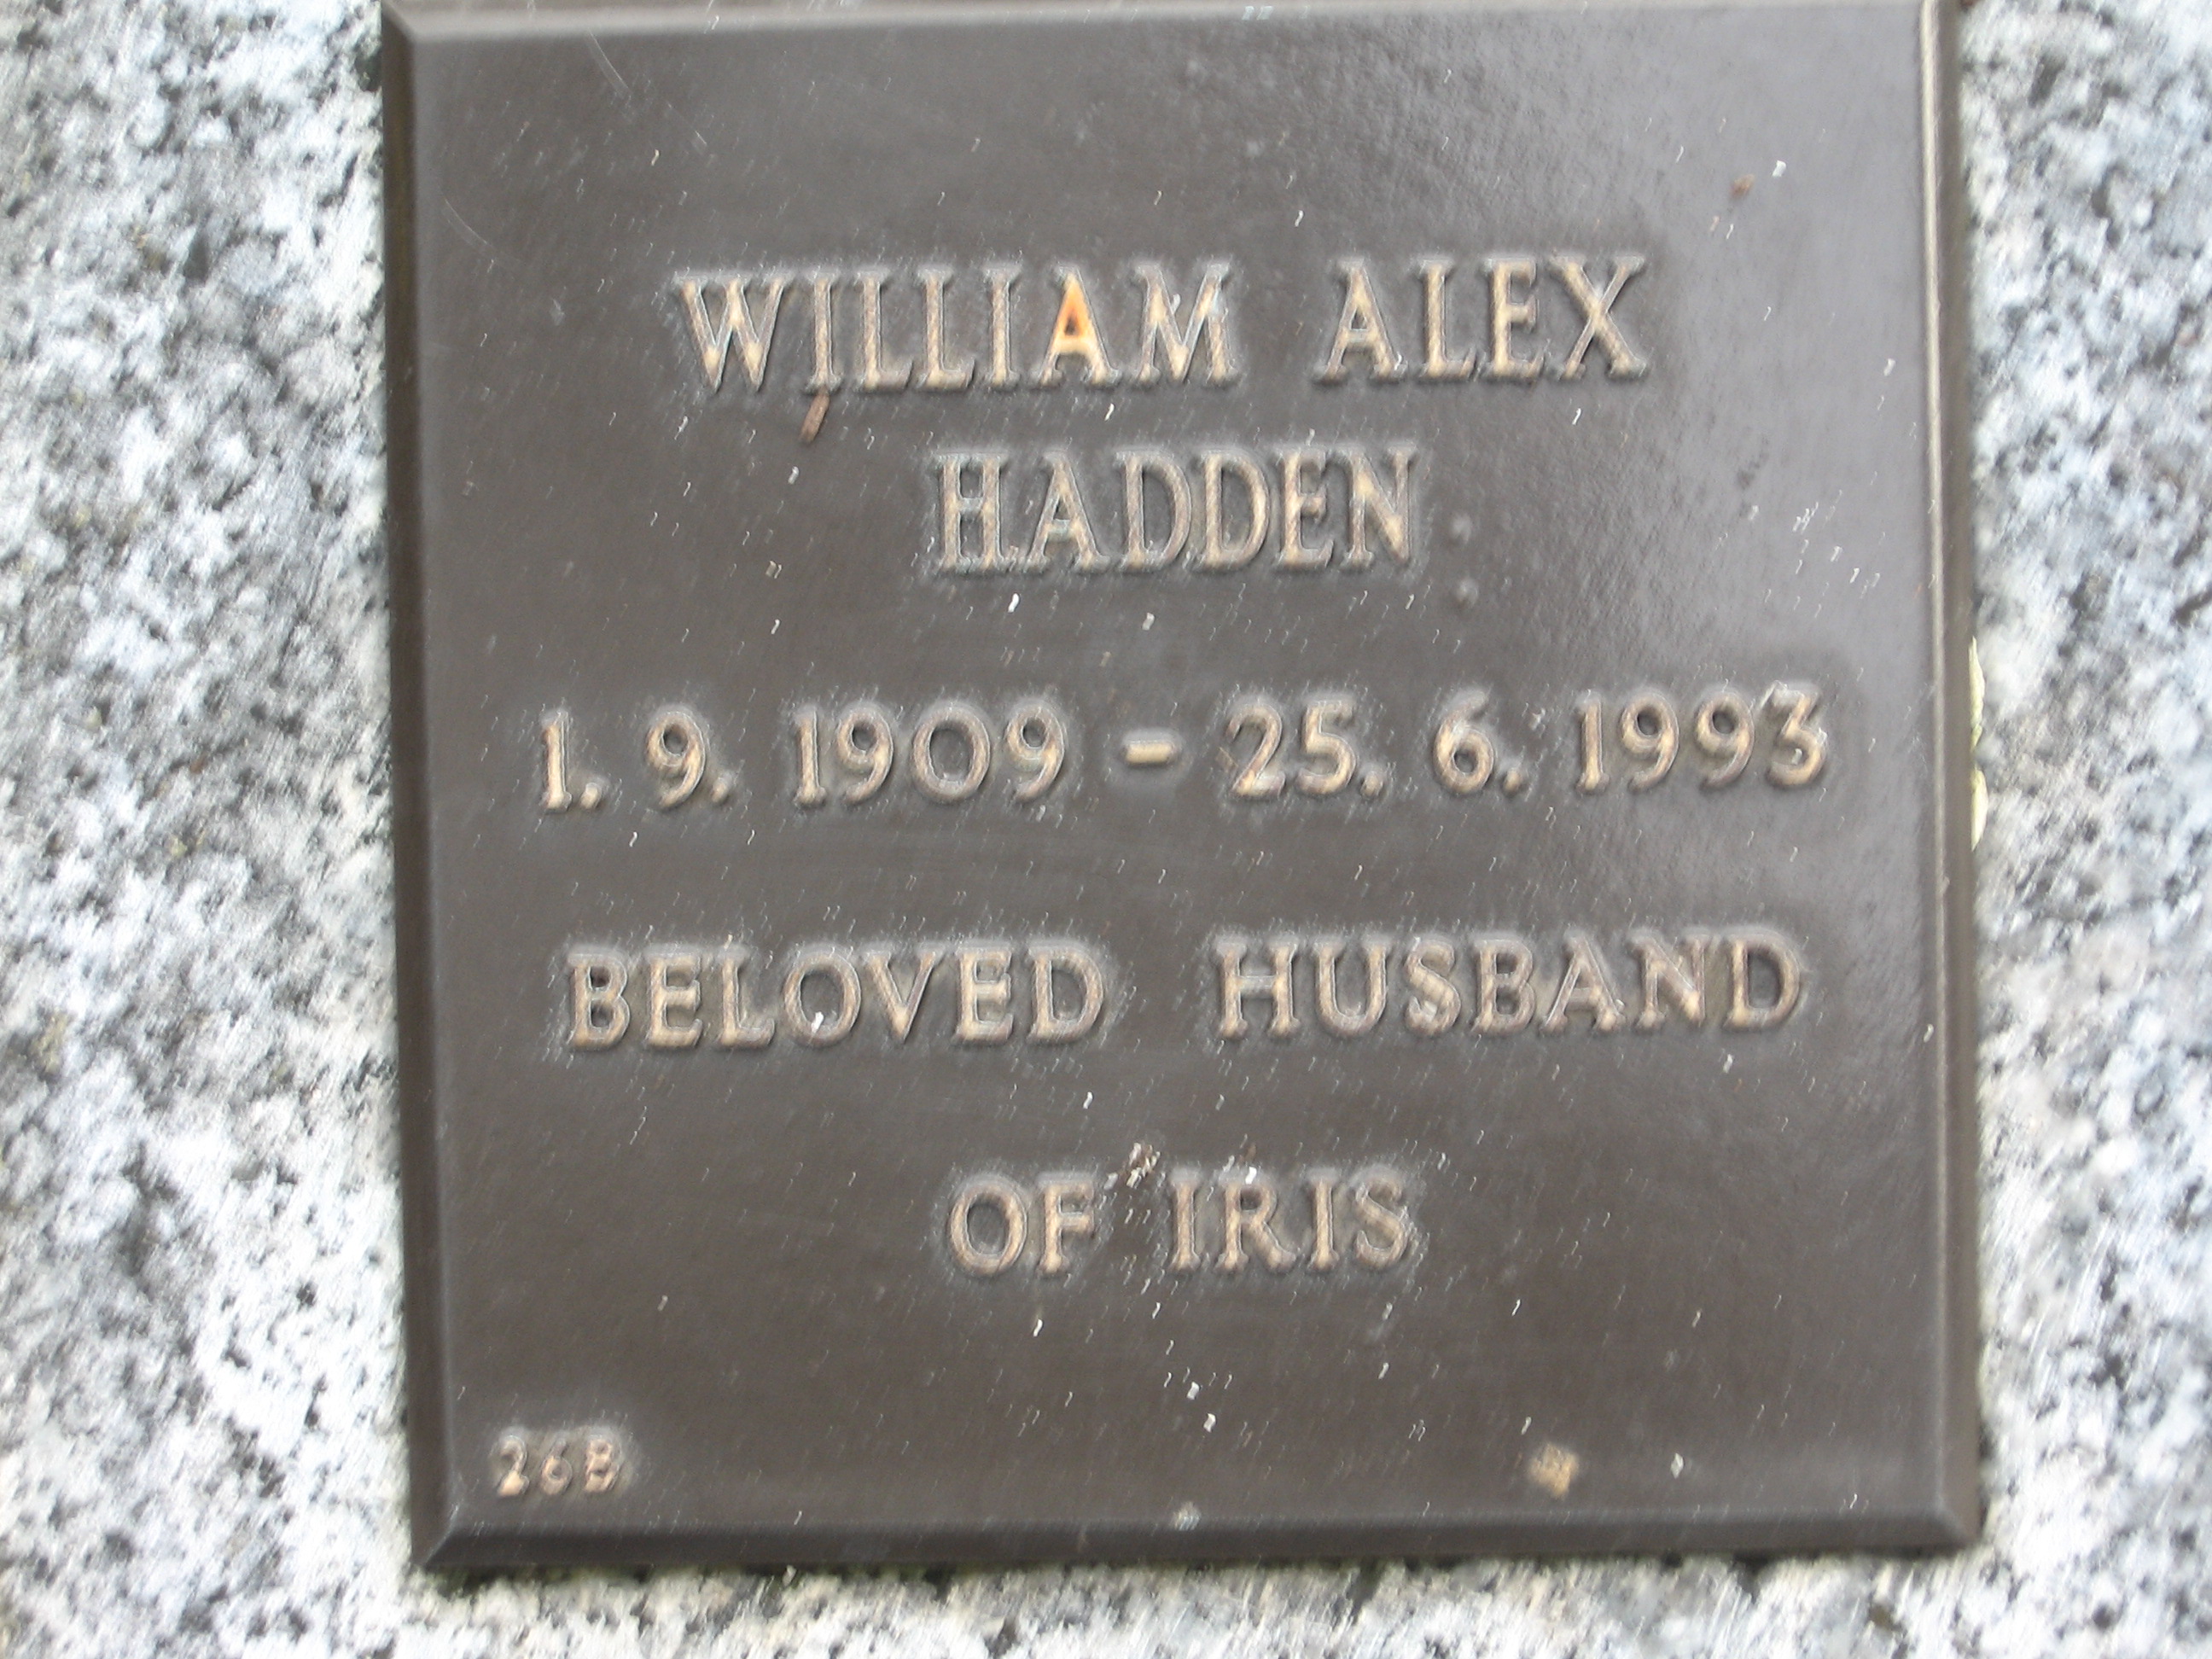 WILLIAM ALEX
HADDEN
1. 9. 1909 - 25. 6. 1993
BELOVED HUSBAND
OF IRIS
26B